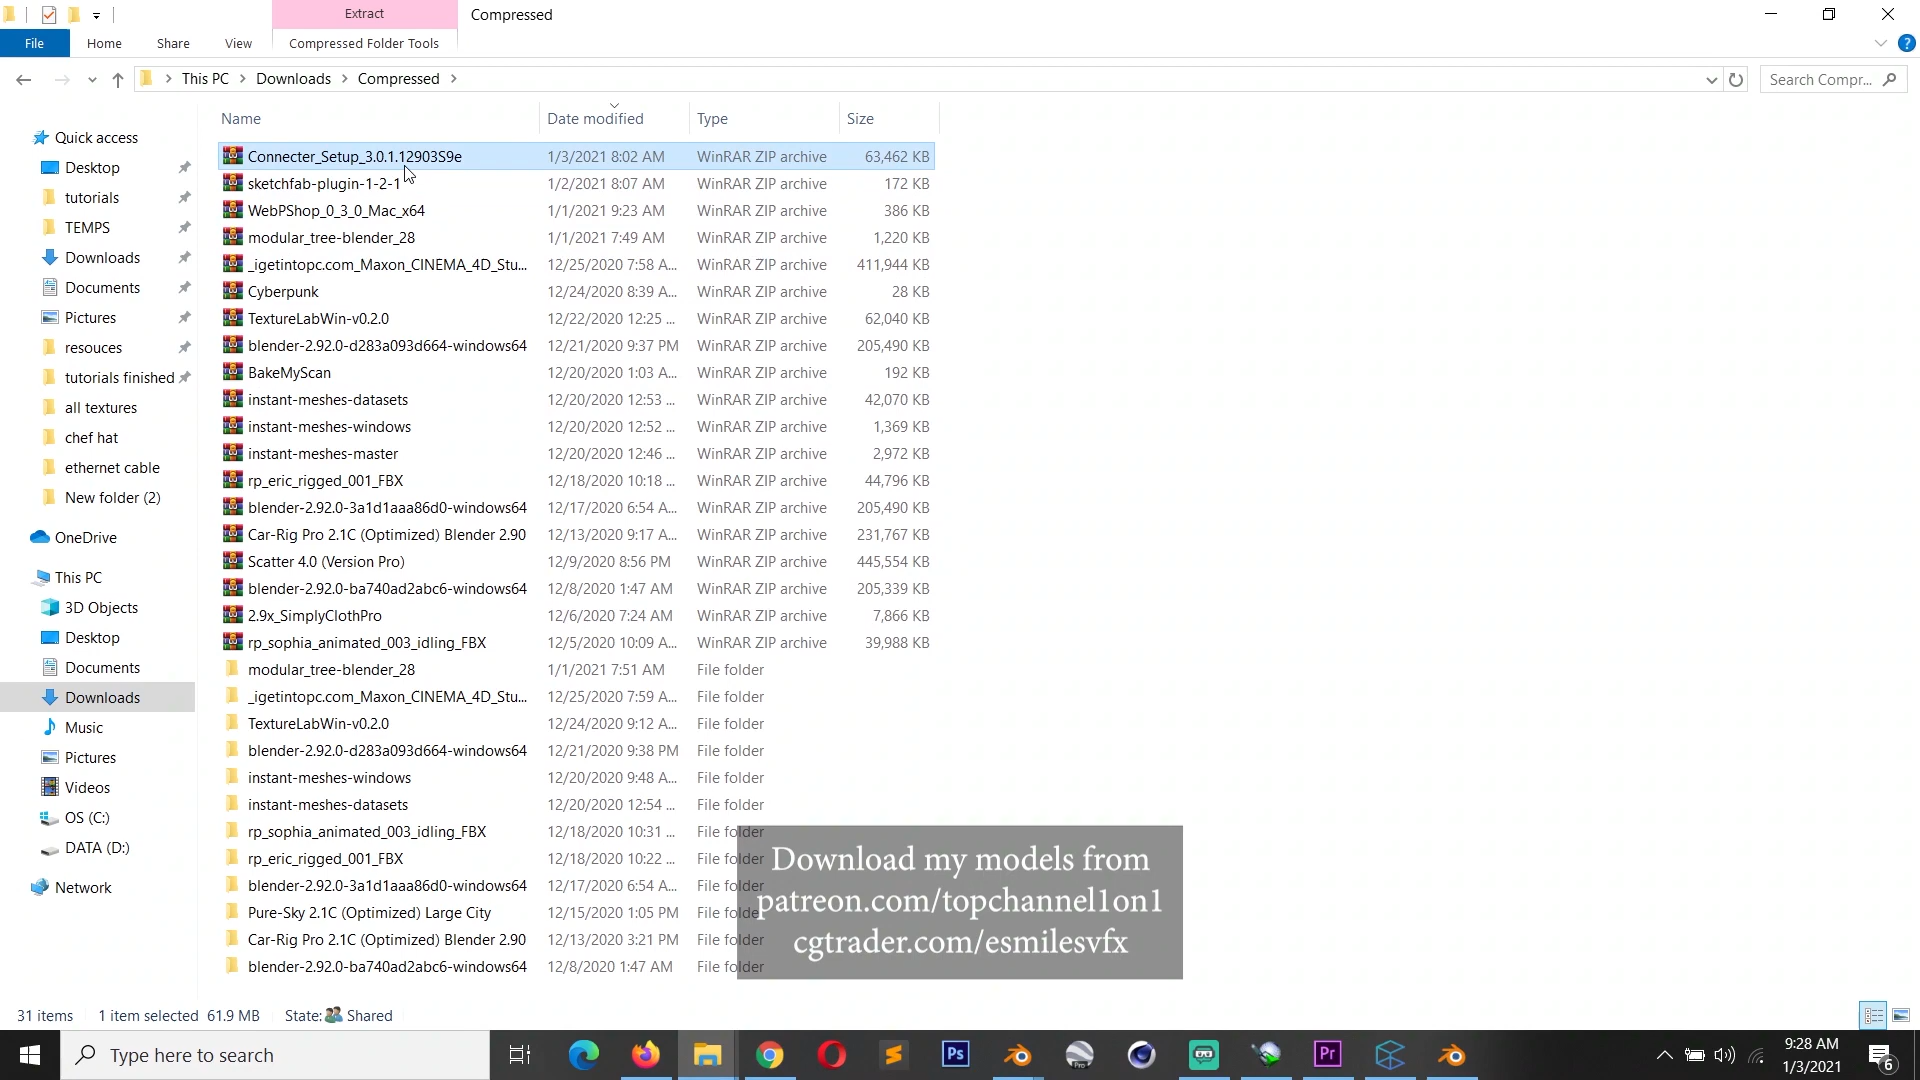 Extract
Compressed
File
Home
Share
View
Compressed Folder Tools
This PC
Downloads
Compressed
Search Compr...
Name
Date modified
Type
Size
Quick access
Desktop
tutorials
TEMPS
Downloads
Documents
Pictures
resouces
tutorials finished
all textures
chef hat
ethernet cable
New folder (2)
OneDrive
This PC
3D Objects
Desktop
Documents
Downloads
Music
Pictures
Videos
OS (C:)
DATA (D:)
Network
Connecter_Setup_3.0.1.12903S9e 1/3/2021 8:02 AM WinRAR ZIP archive 63,462 KB
sketchfab-plugin-1-2-1 1/2/2021 8:07 AM WinRAR ZIP archive 172 KB
WebPShop_0_3_0_Mac_x64 1/1/2021 9:23 AM WinRAR ZIP archive 386 KB
modular_tree-blender_28 1/1/2021 7:49 AM WinRAR ZIP archive 1,220 KB
_igetintopc.com_Maxon_CINEMA_4D_Stu... 12/25/2020 7:58 A... WinRAR ZIP archive 411,944 KB
Cyberpunk 12/24/2020 8:39 A... WinRAR ZIP archive 28 KB
TextureLabWin-v0.2.0 12/22/2020 12:25 ... WinRAR ZIP archive 62,040 KB
blender-2.92.0-d283a093d664-windows64 12/21/2020 9:37 PM WinRAR ZIP archive 205,490 KB
BakeMyScan 12/20/2020 1:03 A... WinRAR ZIP archive 192 KB
instant-meshes-datasets 12/20/2020 12:53 ... WinRAR ZIP archive 42,070 KB
instant-meshes-windows 12/20/2020 12:52 ... WinRAR ZIP archive 1,369 KB
instant-meshes-master 12/20/2020 12:46 ... WinRAR ZIP archive 2,972 KB
rp_eric_rigged_001_FBX 12/18/2020 10:18 ... WinRAR ZIP archive 44,796 KB
blender-2.92.0-3a1d1aaa86d0-windows64 12/17/2020 6:54 A... WinRAR ZIP archive 205,490 KB
Car-Rig Pro 2.1C (Optimized) Blender 2.90 12/13/2020 9:17 A... WinRAR ZIP archive 231,767 KB
Scatter 4.0 (Version Pro) 12/9/2020 8:56 PM WinRAR ZIP archive 445,554 KB
blender-2.92.0-ba740ad2abc6-windows64 12/8/2020 1:47 AM WinRAR ZIP archive 205,339 KB
2.9x_SimplyClothPro 12/6/2020 7:24 AM WinRAR ZIP archive 7,866 KB
rp_sophia_animated_003_idling_FBX 12/5/2020 10:09 A... WinRAR ZIP archive 39,988 KB
modular_tree-blender_28 1/1/2021 7:51 AM File folder
_igetintopc.com_Maxon_CINEMA_4D_Stu... 12/25/2020 7:59 A... File folder
TextureLabWin-v0.2.0 12/24/2020 9:12 A... File folder
blender-2.92.0-d283a093d664-windows64 12/21/2020 9:38 PM File folder
instant-meshes-windows 12/20/2020 9:48 A... File folder
instant-meshes-datasets 12/20/2020 12:54 ... File folder
rp_sophia_animated_003_idling_FBX 12/18/2020 10:31 ... File folder
rp_eric_rigged_001_FBX 12/18/2020 10:22 ... File folder
blender-2.92.0-3a1d1aaa86d0-windows64 12/17/2020 6:54 A... File folder
Pure-Sky 2.1C (Optimized) Large City 12/15/2020 1:05 PM File folder
Car-Rig Pro 2.1C (Optimized) Blender 2.90 12/13/2020 3:21 PM File folder
blender-2.92.0-ba740ad2abc6-windows64 12/8/2020 1:47 AM File folder
Download my models from
patreon.com/topchannel1on1
cgtrader.com/esmilesvfx
31 items 1 item selected 61.9 MB State: Shared
Type here to search
Ps
Pro
Pr
9:28 AM
1/3/2021
6